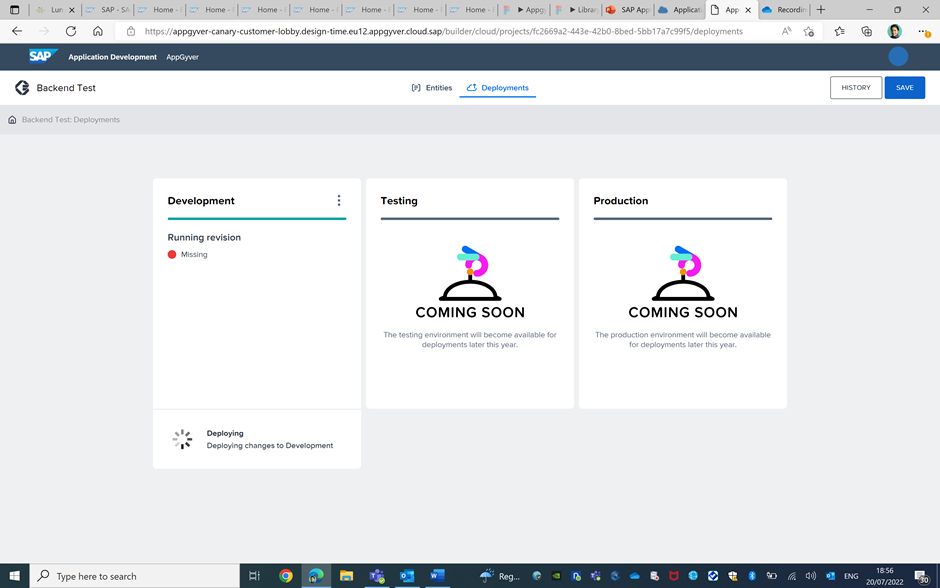 Lun
SAP - SA
Home -
Home -
Home -
Home -
Home -
Home -
Home -
Appg
Librar
SAP App
Applicati
App
Recordin
https://appgyver-canary-customer-lobby.design-time.eu12.appgyver.cloud.sap/builder/cloud/projects/fc2669a2-443e-42b0-8bed-5bb17a7c99f5/deployments
SAP Application Development AppGyver
Backend Test
Entities
Deployments
HISTORY
SAVE
Backend Test: Deployments
Development
Running revision
Missing
Deploying
Deploying changes to Development
Testing
COMING SOON
The testing environment will become available for
deployments later this year.
Production
COMING SOON
The production environment will become available
for deployments later this year.
Type here to search
Reg...
ENG
18:56
20/07/2022
30